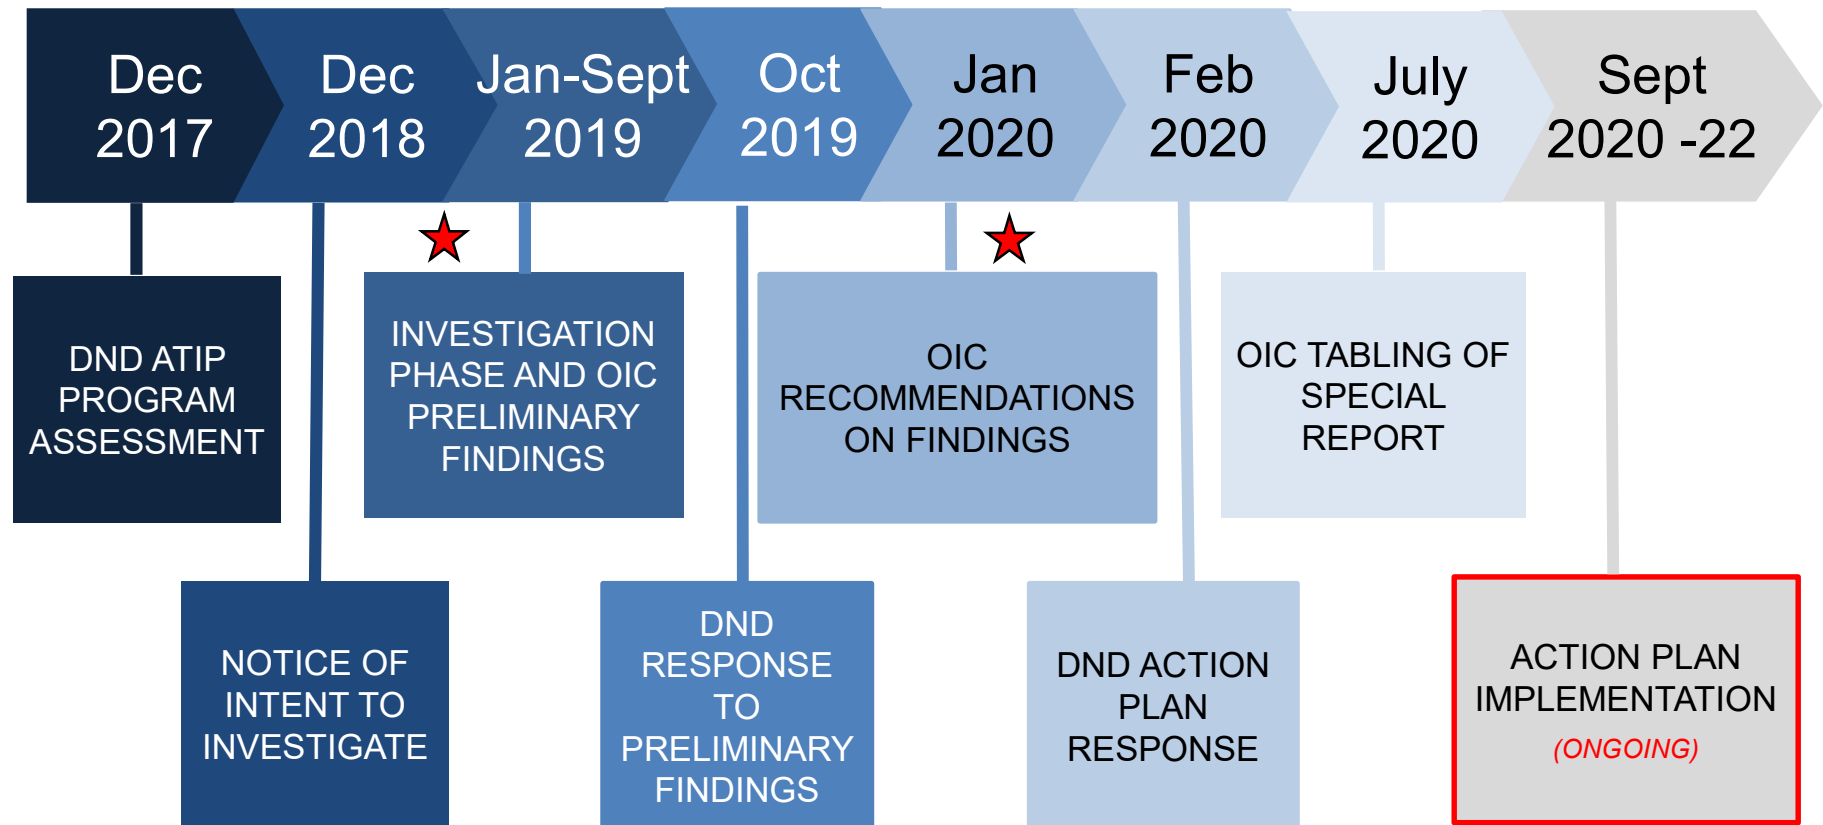 Dec
2017
Dec
2018
Jan-Sept
2019
Oct
2019
Jan
2020
Feb
2020
July
2020
Sept
2020 -22
DND ATIP
PROGRAM
ASSESSMENT
INVESTIGATION
PHASE AND OIC
PRELIMINARY
FINDINGS
OIC
RECOMMENDATIONS
ON FINDINGS
OIC TABLING OF
SPECIAL
REPORT
NOTICE OF
INTENT TO
INVESTIGATE
DND
RESPONSE
TO
PRELIMINARY
FINDINGS
DND ACTION
PLAN
RESPONSE
ACTION PLAN
IMPLEMENTATION
(ONGOING)